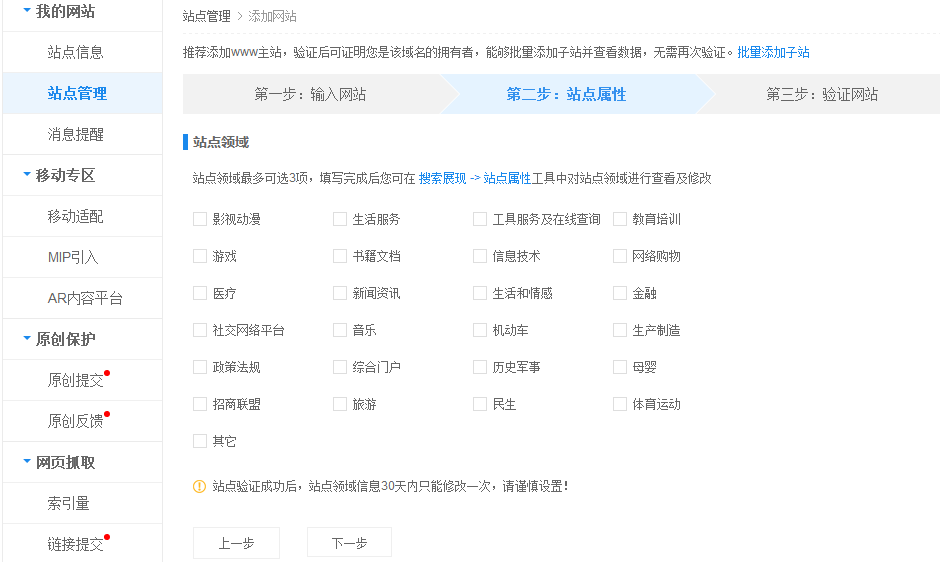 我的网站
站点信息
站点管理
消息提醒
移动专区
移动适配
MIP引入
AR内容平台
原创保护
原创提交
原创反馈
网页抓取
索引量
链接提交
站点管理 > 添加网站
推荐添加www主站，验证后可证明您是该域名的拥有者，能够批量添加子站并查看数据，无需再次验证。批量添加子站
第一步：输入网站 第二步：站点属性 第三步：验证网站
站点领域
站点领域最多可选3项，填写完成后您可在 搜索展现 -> 站点属性工具中对站点领域进行查看及修改
影视动漫 生活服务 工具服务及在线查询 教育培训
游戏 书籍文档 信息技术 网络购物
医疗 新闻资讯 生活和情感 金融
社交网络平台 音乐 机动车 生产制造
政策法规 综合门户 历史军事 母婴
招商联盟 旅游 民生 体育运动
其它
站点验证成功后，站点领域信息30天内只能修改一次，请谨慎设置！
上一步 下一步